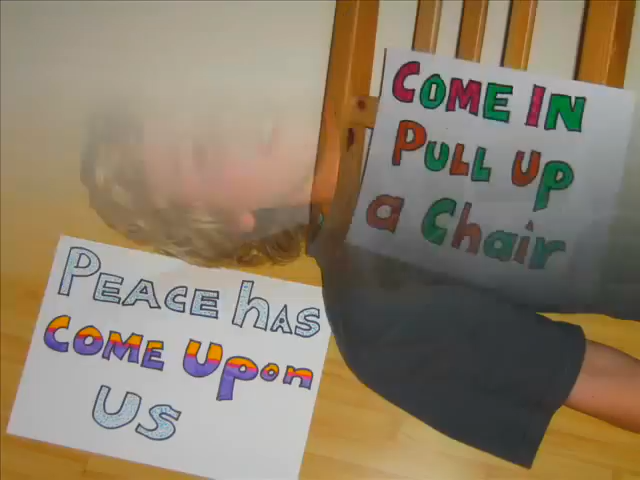 COME IN
PULL UP
a Chair
PEACE has
COME Upon
US